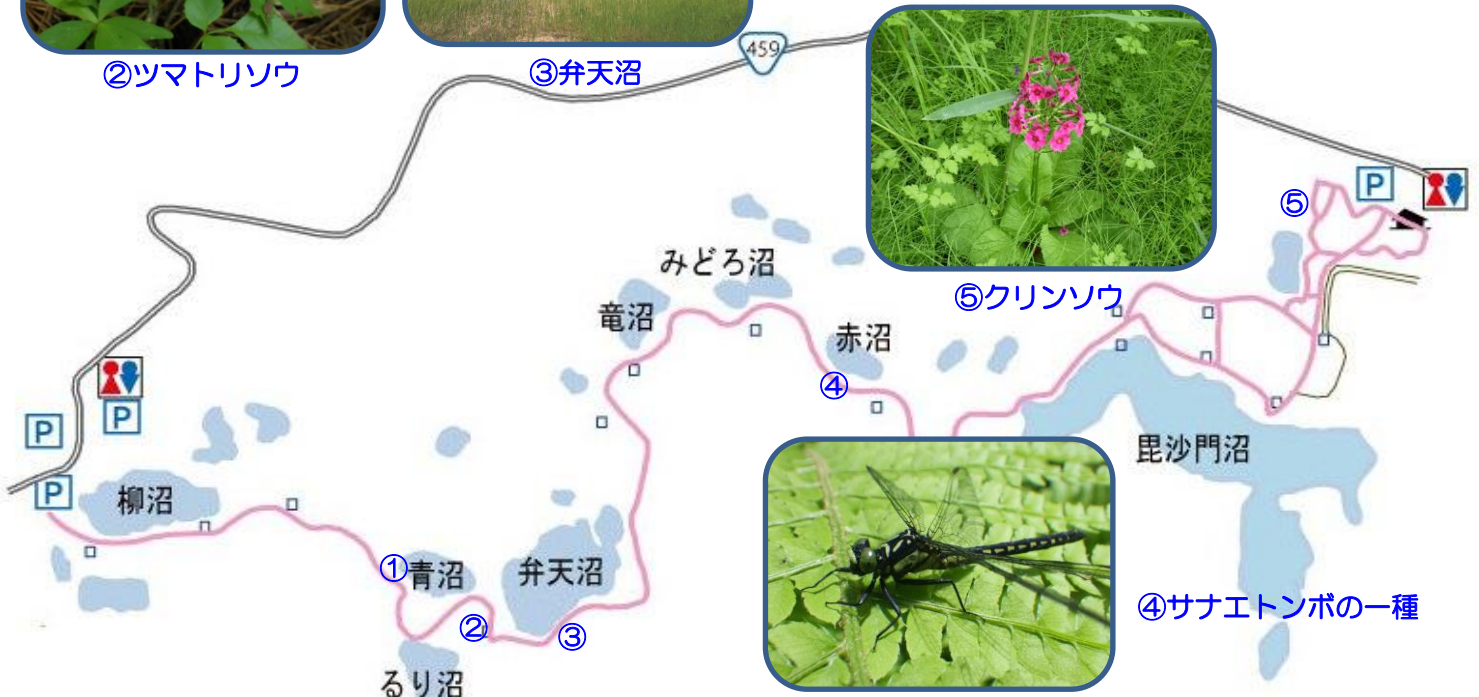 ②ツマトリソウ
③弁天沼
459
P
⑤
⑤クリンソウ
みどろ沼
竜沼
赤沼
④
P
P
毘沙門沼
P
柳沼
①
青沼
弁天沼
④サナエトンボの一種
②
③
るり沼